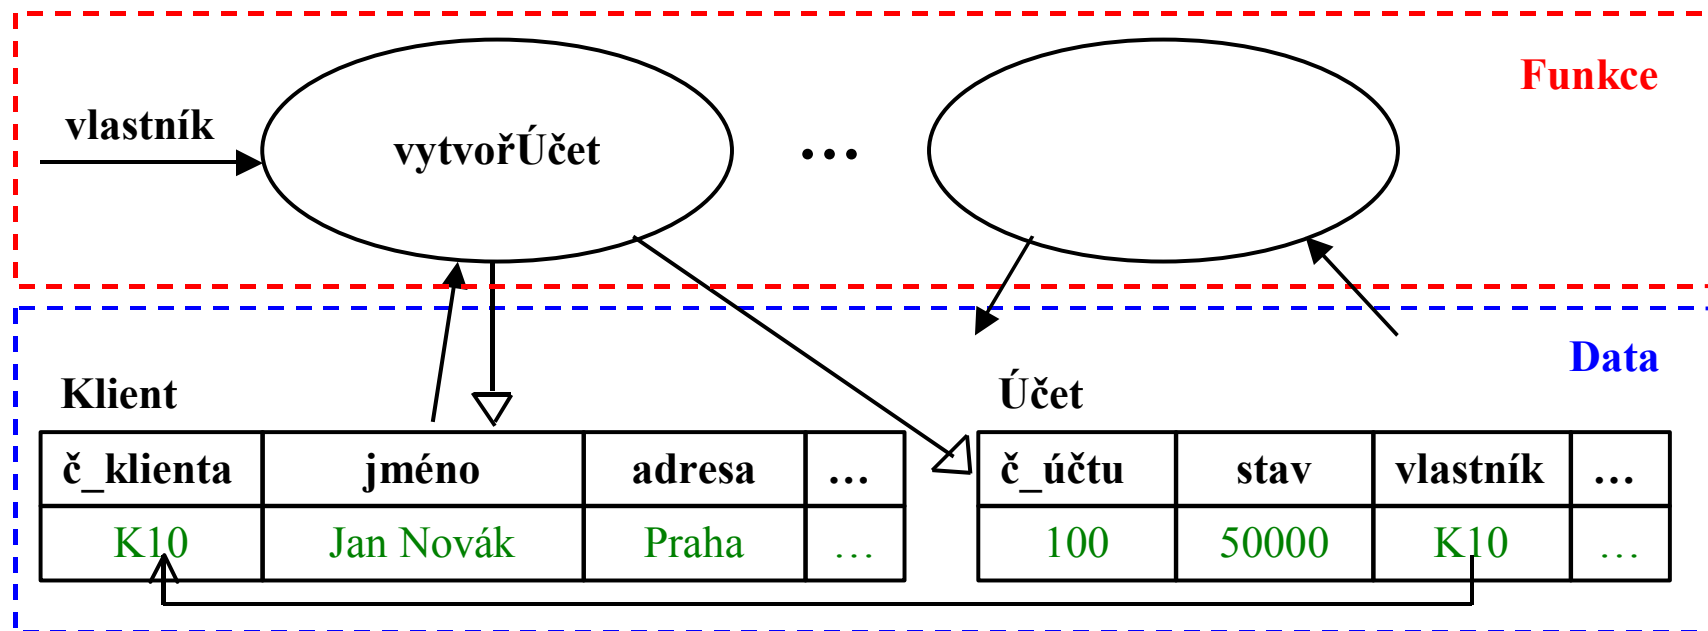 Funkce
vlastník
vytvořÚčet
…
Data
Klient
č_klienta jméno adresa …
K10 Jan Novák Praha …
Účet
č_účtu stav vlastník …
100 50000 K10 …